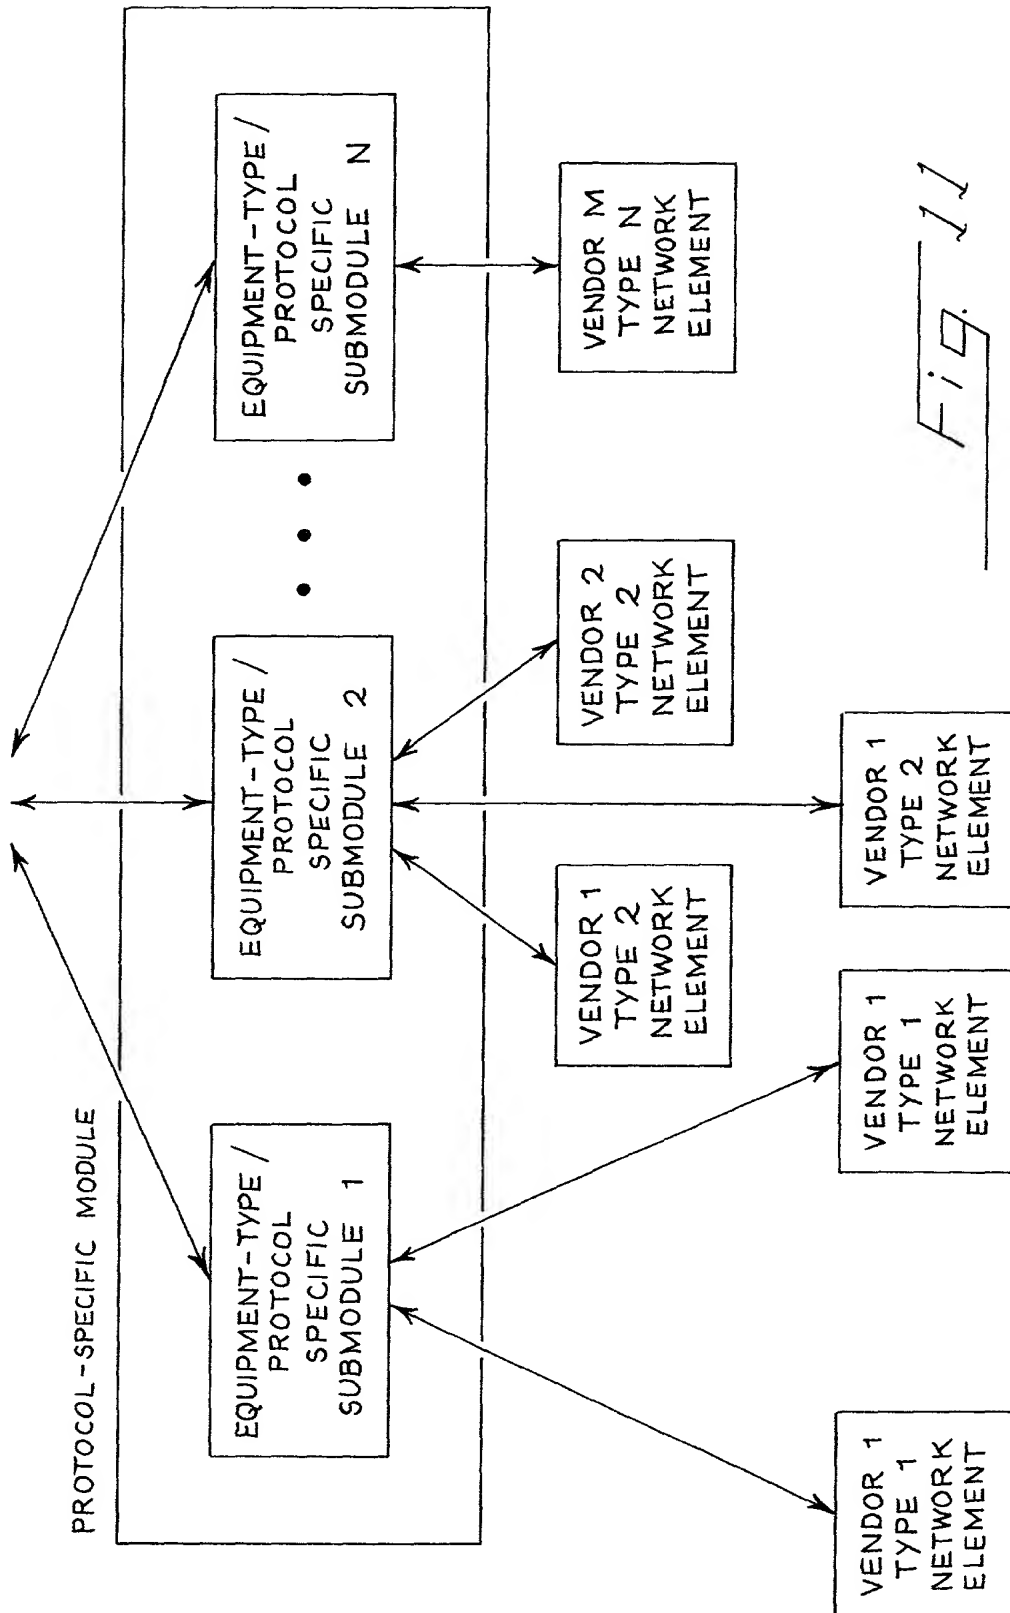 PROTOCOL-SPECIFIC MODULE
EQUIPMENT-TYPE /
PROTOCOL
SPECIFIC
SUBMODULE 1
EQUIPMENT-TYPE /
PROTOCOL
SPECIFIC
SUBMODULE 2
EQUIPMENT-TYPE /
PROTOCOL
SPECIFIC
SUBMODULE N
VENDOR 1
TYPE 2
NETWORK
ELEMENT
VENDOR 2
TYPE 2
NETWORK
ELEMENT
VENDOR M
TYPE N
NETWORK
ELEMENT
VENDOR 1
TYPE 1
NETWORK
ELEMENT
VENDOR 1
TYPE 1
NETWORK
ELEMENT
VENDOR 1
TYPE 2
NETWORK
ELEMENT
Fig. 11